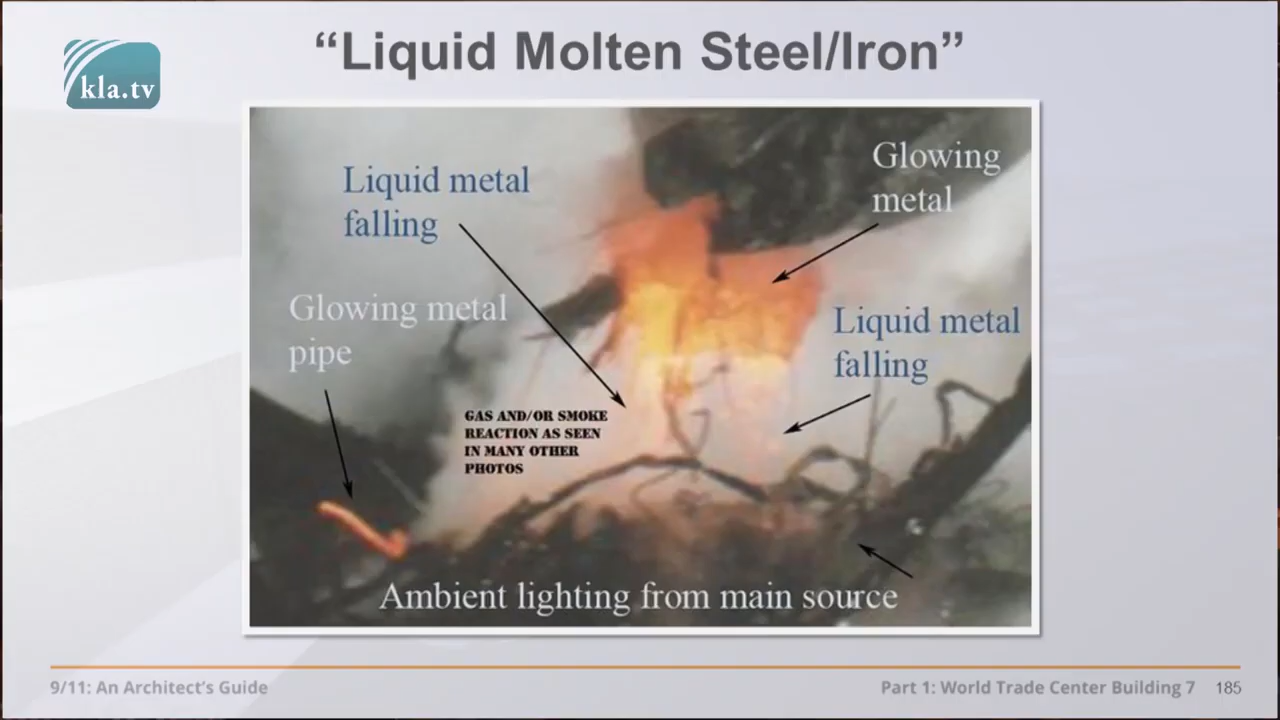 “Liquid Molten Steel/Iron”
kla.tv
Glowing
metal
Liquid metal
falling
Glowing metal
pipe
Liquid metal
falling
GAS AND/OR SMOKE
REACTION AS SEEN
IN MANY OTHER
PHOTOS
Ambient lighting from main source
9/11: An Architect’s Guide
Part 1: World Trade Center Building 7 185